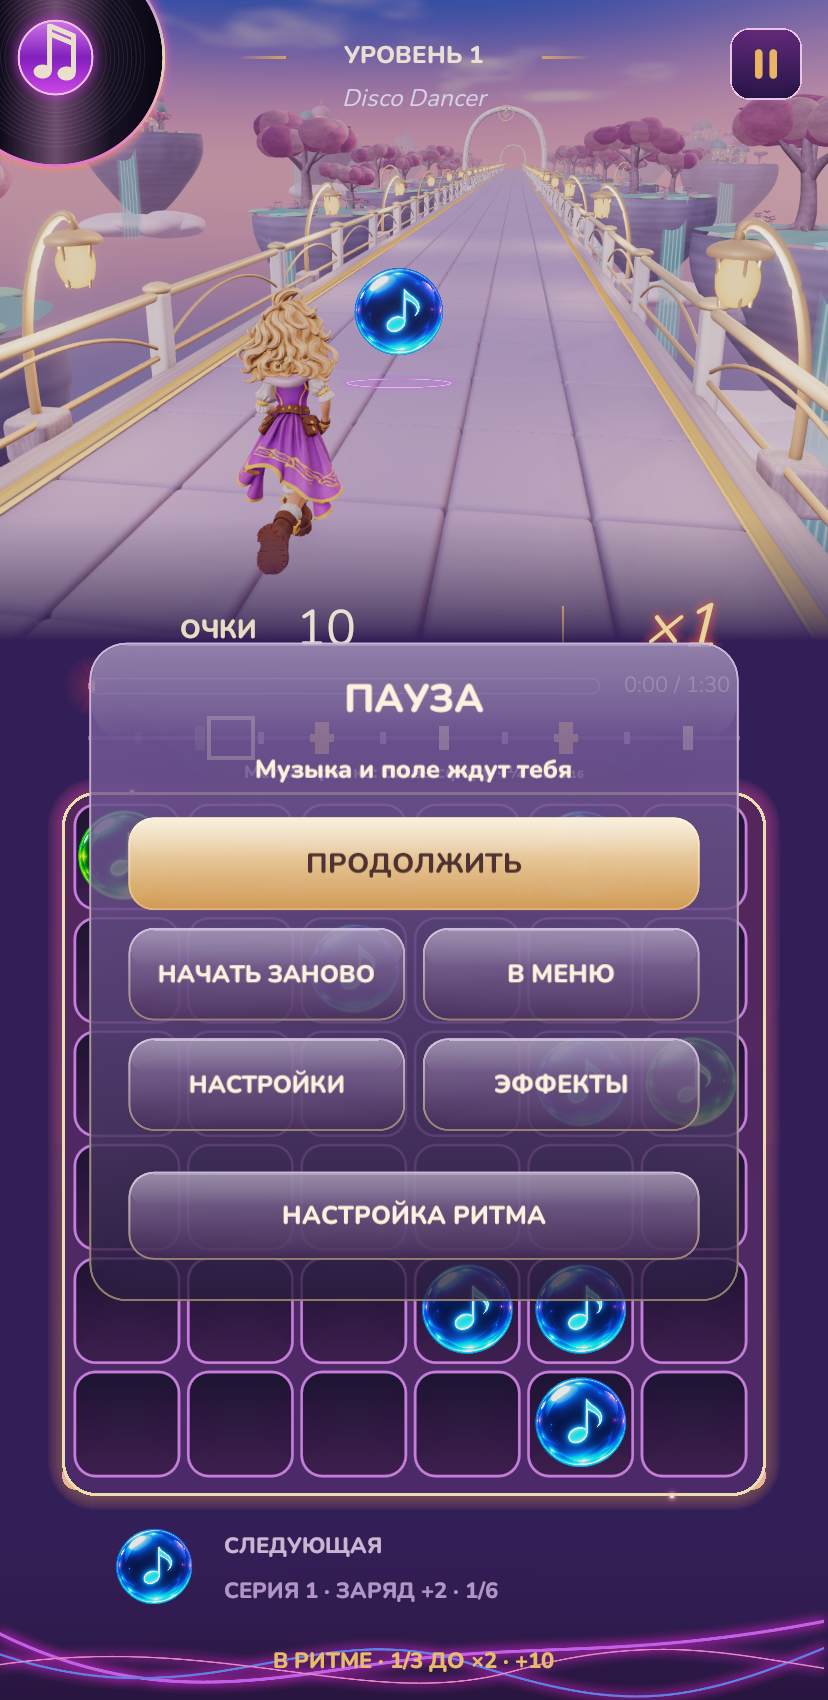 УРОВЕНЬ 1
Disco Dancer
ОЧКИ 10 ×1
0:00 / 1:30
ПАУЗА
Музыка и поле ждут тебя
ПРОДОЛЖИТЬ
НАЧАТЬ ЗАНОВО В МЕНЮ
НАСТРОЙКИ ЭФФЕКТЫ
НАСТРОЙКА РИТМА
СЛЕДУЮЩАЯ
СЕРИЯ 1 · ЗАРЯД +2 · 1/6
В РИТМЕ · 1/3 ДО ×2 · +10